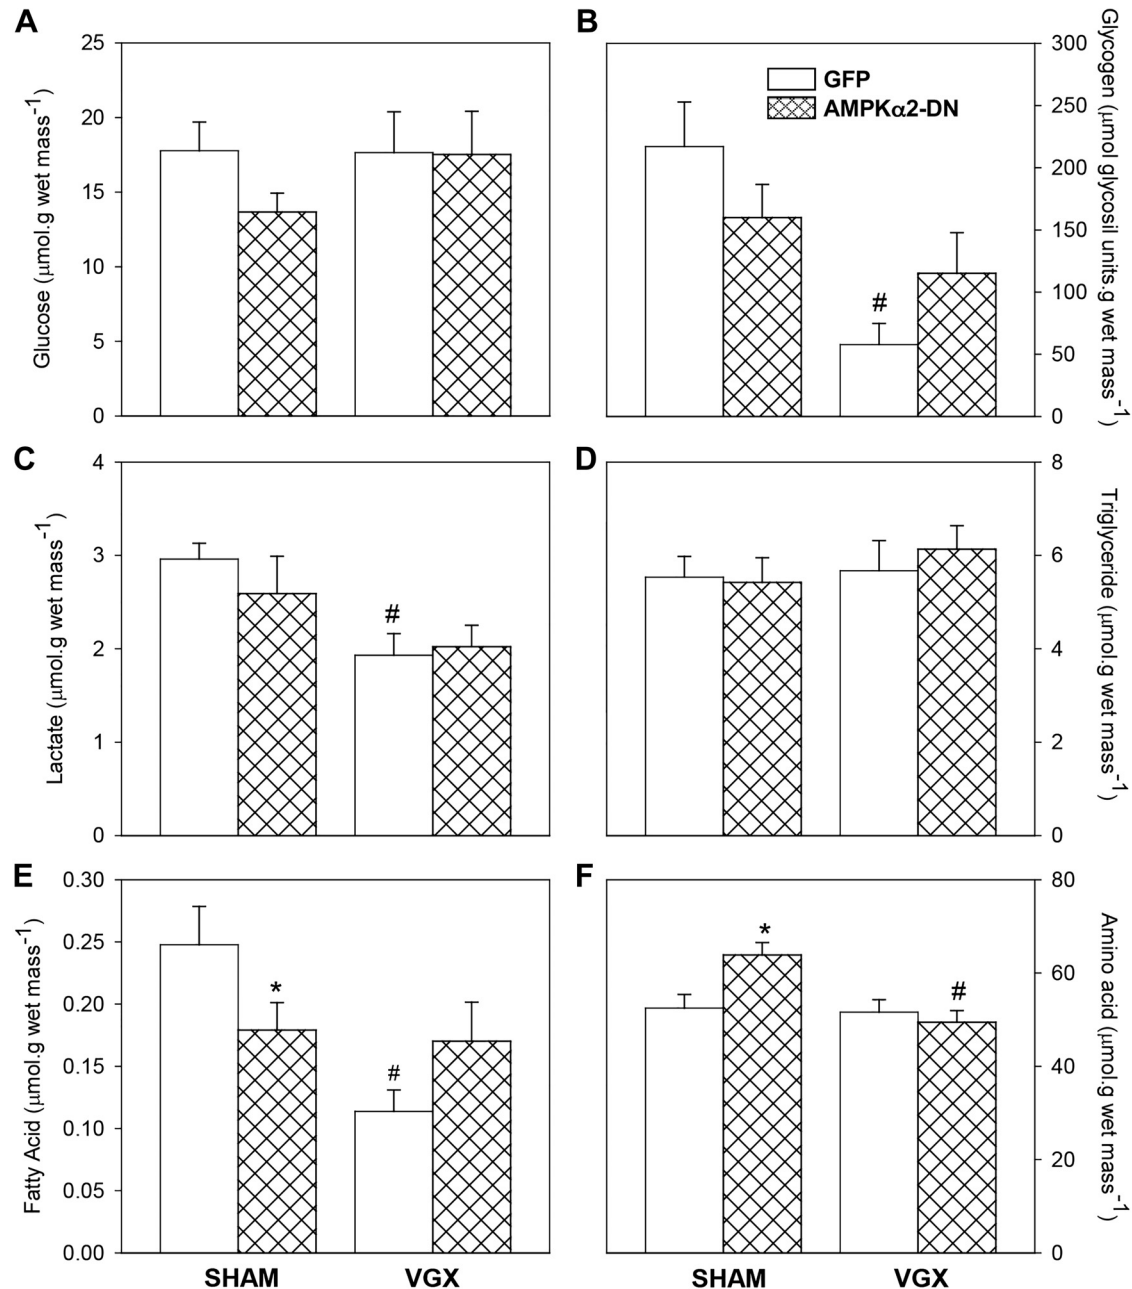 A
Glucose (μmol.g wet mass-1)
25
20
15
10
5
0
B
GFP
AMPKα2-DN
#
300
250
200
150
100
50
0
Glycogen (μmol glycosil units.g wet mass-1)
C
Lactate (μmol.g wet mass-1)
4
3
2
1
0
#
D
8
6
4
2
0
Triglyceride (μmol.g wet mass-1)
E
Fatty Acid (μmol.g wet mass-1)
0.30
0.25
0.20
0.15
0.10
0.05
0.00
*
#
SHAM VGX
F
*
#
80
60
40
20
0
Amino acid (μmol.g wet mass-1)
SHAM VGX